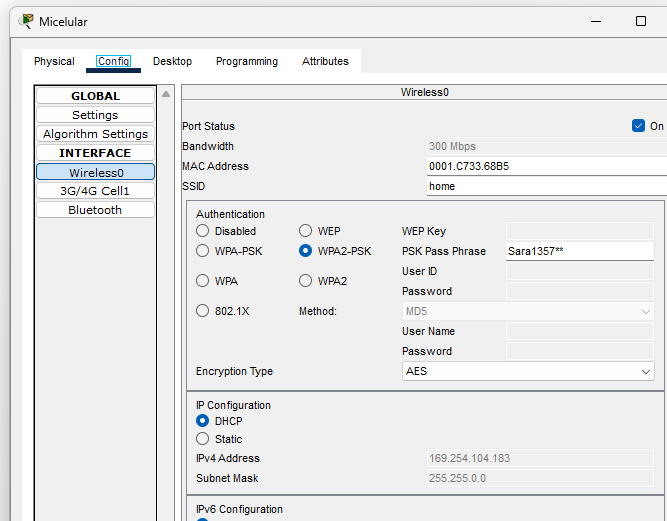 Micelular
Physical Config Desktop Programming Attributes
GLOBAL
Settings
Algorithm Settings
INTERFACE
Wireless0
3G/4G Cell1
Bluetooth
Wireless0
Port Status On
Bandwidth 300 Mbps
MAC Address 0001.C733.68B5
SSID home
Authentication
Disabled WEP WEP Key
WPA-PSK WPA2-PSK PSK Pass Phrase Sara1357**
User ID
WPA WPA2
Password
802.1X Method: MD5
User Name
Password
Encryption Type AES
IP Configuration
DHCP
Static
IPv4 Address 169.254.104.183
Subnet Mask 255.255.0.0
IPv6 Configuration